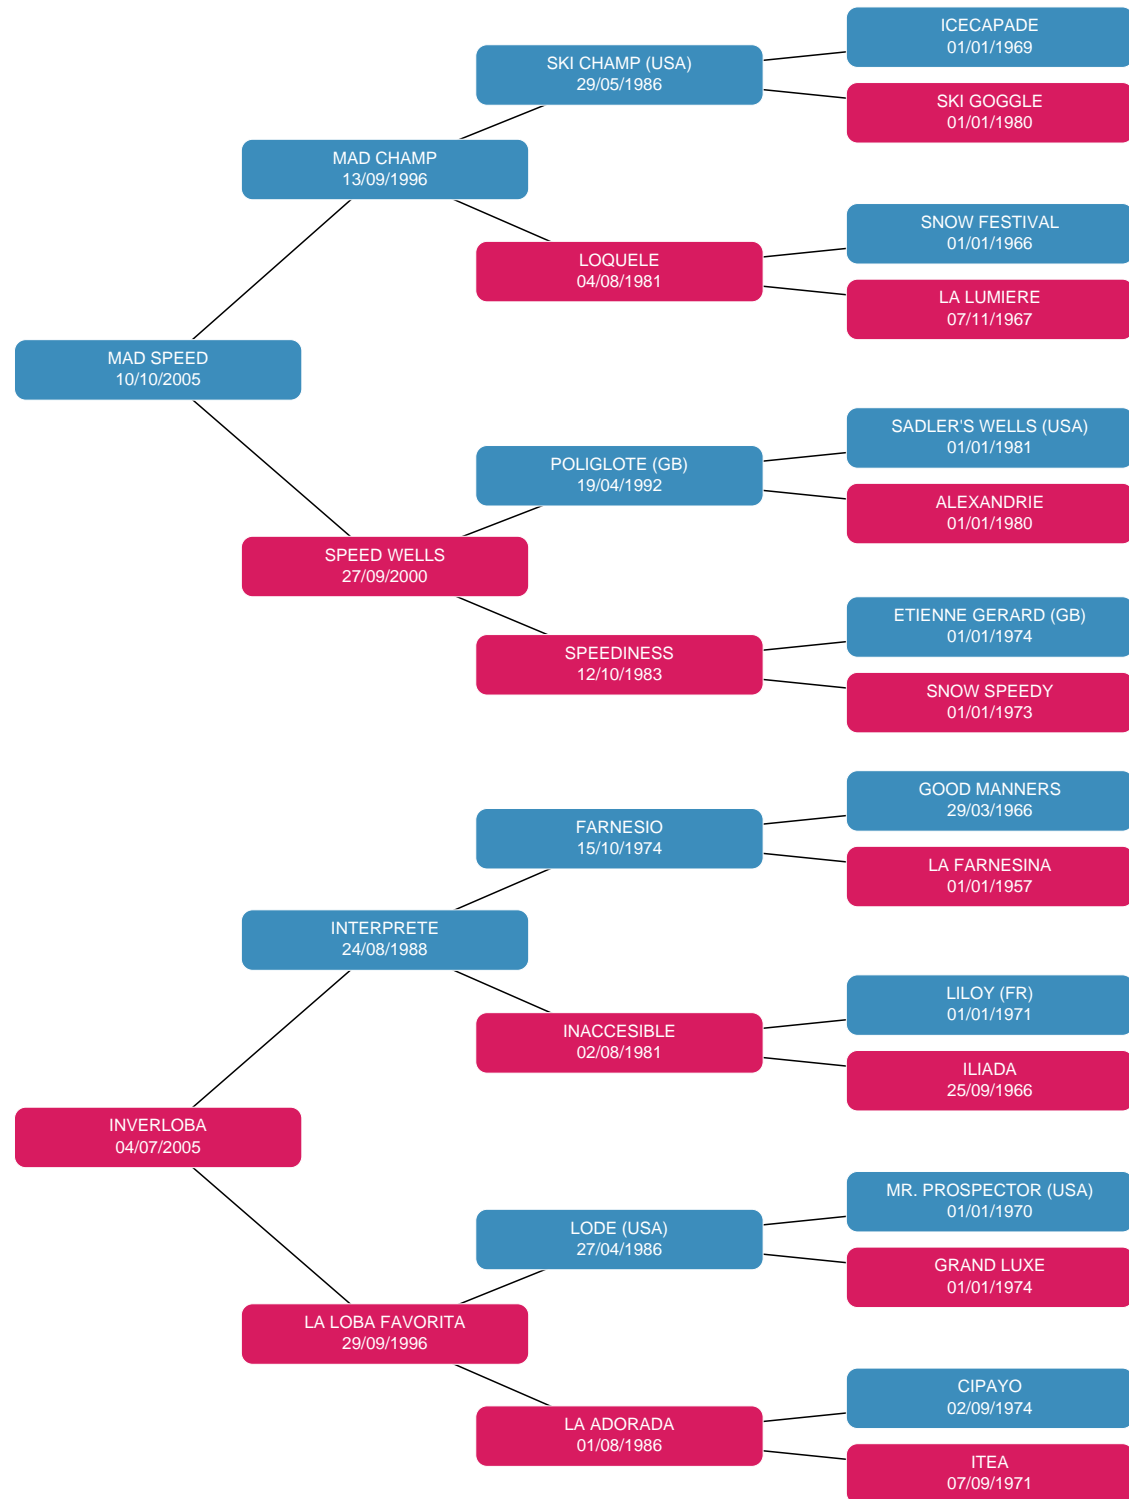 ICECAPADE
01/01/1969
SKI CHAMP (USA)
29/05/1986
SKI GOGGLE
01/01/1980
MAD CHAMP
13/09/1996
SNOW FESTIVAL
01/01/1966
LOQUELE
04/08/1981
LA LUMIERE
07/11/1967
MAD SPEED
10/10/2005
SADLER'S WELLS (USA)
01/01/1981
POLIGLOTE (GB)
19/04/1992
ALEXANDRIE
01/01/1980
SPEED WELLS
27/09/2000
ETIENNE GERARD (GB)
01/01/1974
SPEEDINESS
12/10/1983
SNOW SPEEDY
01/01/1973
GOOD MANNERS
29/03/1966
FARNESIO
15/10/1974
LA FARNESINA
01/01/1957
INTERPRETE
24/08/1988
LILOY (FR)
01/01/1971
INACCESIBLE
02/08/1981
ILIADA
25/09/1966
INVERLOBA
04/07/2005
MR. PROSPECTOR (USA)
01/01/1970
LODE (USA)
27/04/1986
GRAND LUXE
01/01/1974
LA LOBA FAVORITA
29/09/1996
CIPAYO
02/09/1974
LA ADORADA
01/08/1986
ITEA
07/09/1971